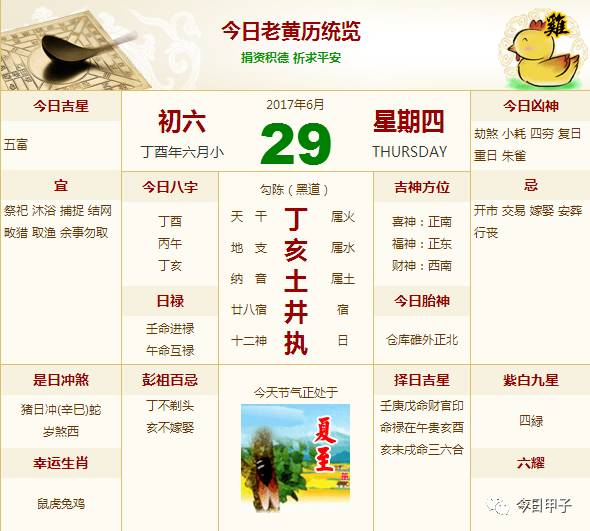 今日老黄历统览
捐资积德 祈求平安
雞
今日吉星
五富
初六
丁酉年六月小
2017年6月
29
星期四
THURSDAY
今日凶神
劫煞 小耗 四穷 复日
重日 朱雀
宜
祭祀 沐浴 捕捉 结网
畋猎 取渔 余事勿取
今日八字
丁酉
丙午
丁亥
日禄
壬命进禄
午命互禄
勾陈（黑道）
天 干 丁 属火
地 支 亥 属水
纳 音 土 属土
廿八宿 井 宿
十二神 执 日
吉神方位
喜神：正南
福神：正东
财神：西南
今日胎神
仓库碓外正北
忌
开市 交易 嫁娶 安葬
行丧
是日冲煞
猪日冲(辛巳)蛇
岁煞西
幸运生肖
鼠虎兔鸡
彭祖百忌
丁不剃头
亥不嫁娶
今天节气正处于
夏至
择日吉星
壬庚戊命财官印
命禄在午贵亥酉
亥未戌命三六合
紫白九星
四緑
六耀
今日甲子